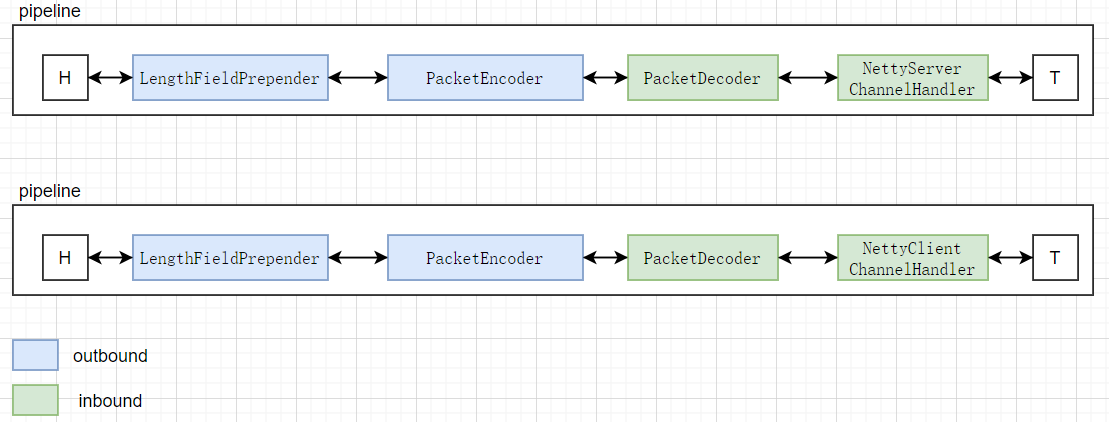 pipeline
H
LengthFieldPrepender
PacketEncoder
PacketDecoder
NettyServer
ChannelHandler
T
pipeline
H
LengthFieldPrepender
PacketEncoder
PacketDecoder
NettyClient
ChannelHandler
T
outbound
inbound